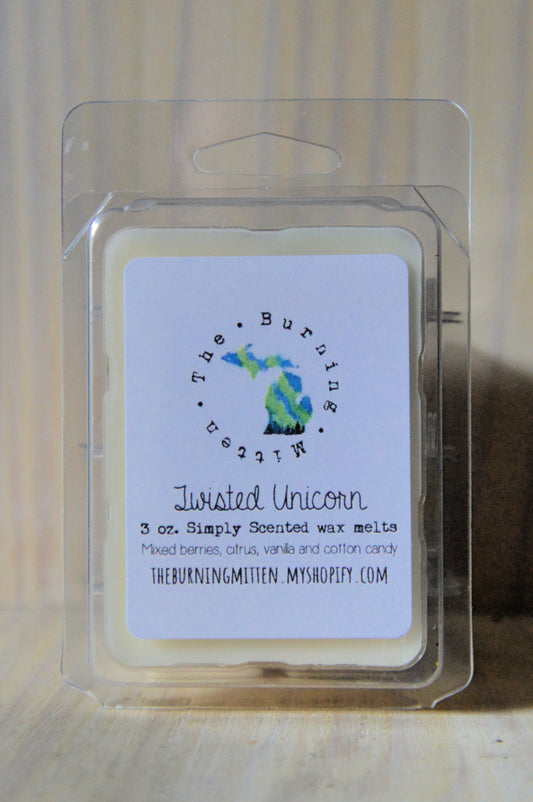 The • Burning • Mitten •
Twisted Unicorn
3 oz. Simply Scented wax melts
Mixed berries, citrus, vanilla and cotton candy
THEBURNINGMITTEN.MYSHOPIFY.COM